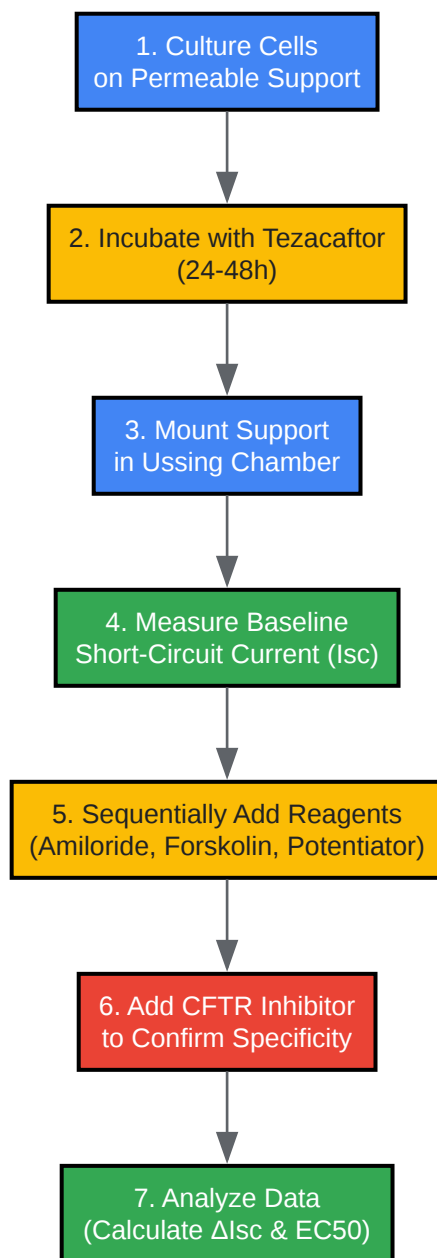 1. Culture Cells
on Permeable Support
2. Incubate with Tezacaftor
(24-48h)
3. Mount Support
in Ussing Chamber
4. Measure Baseline
Short-Circuit Current (Isc)
5. Sequentially Add Reagents
(Amiloride, Forskolin, Potentiator)
6. Add CFTR Inhibitor
to Confirm Specificity
7. Analyze Data
(Calculate ΔIsc & EC50)